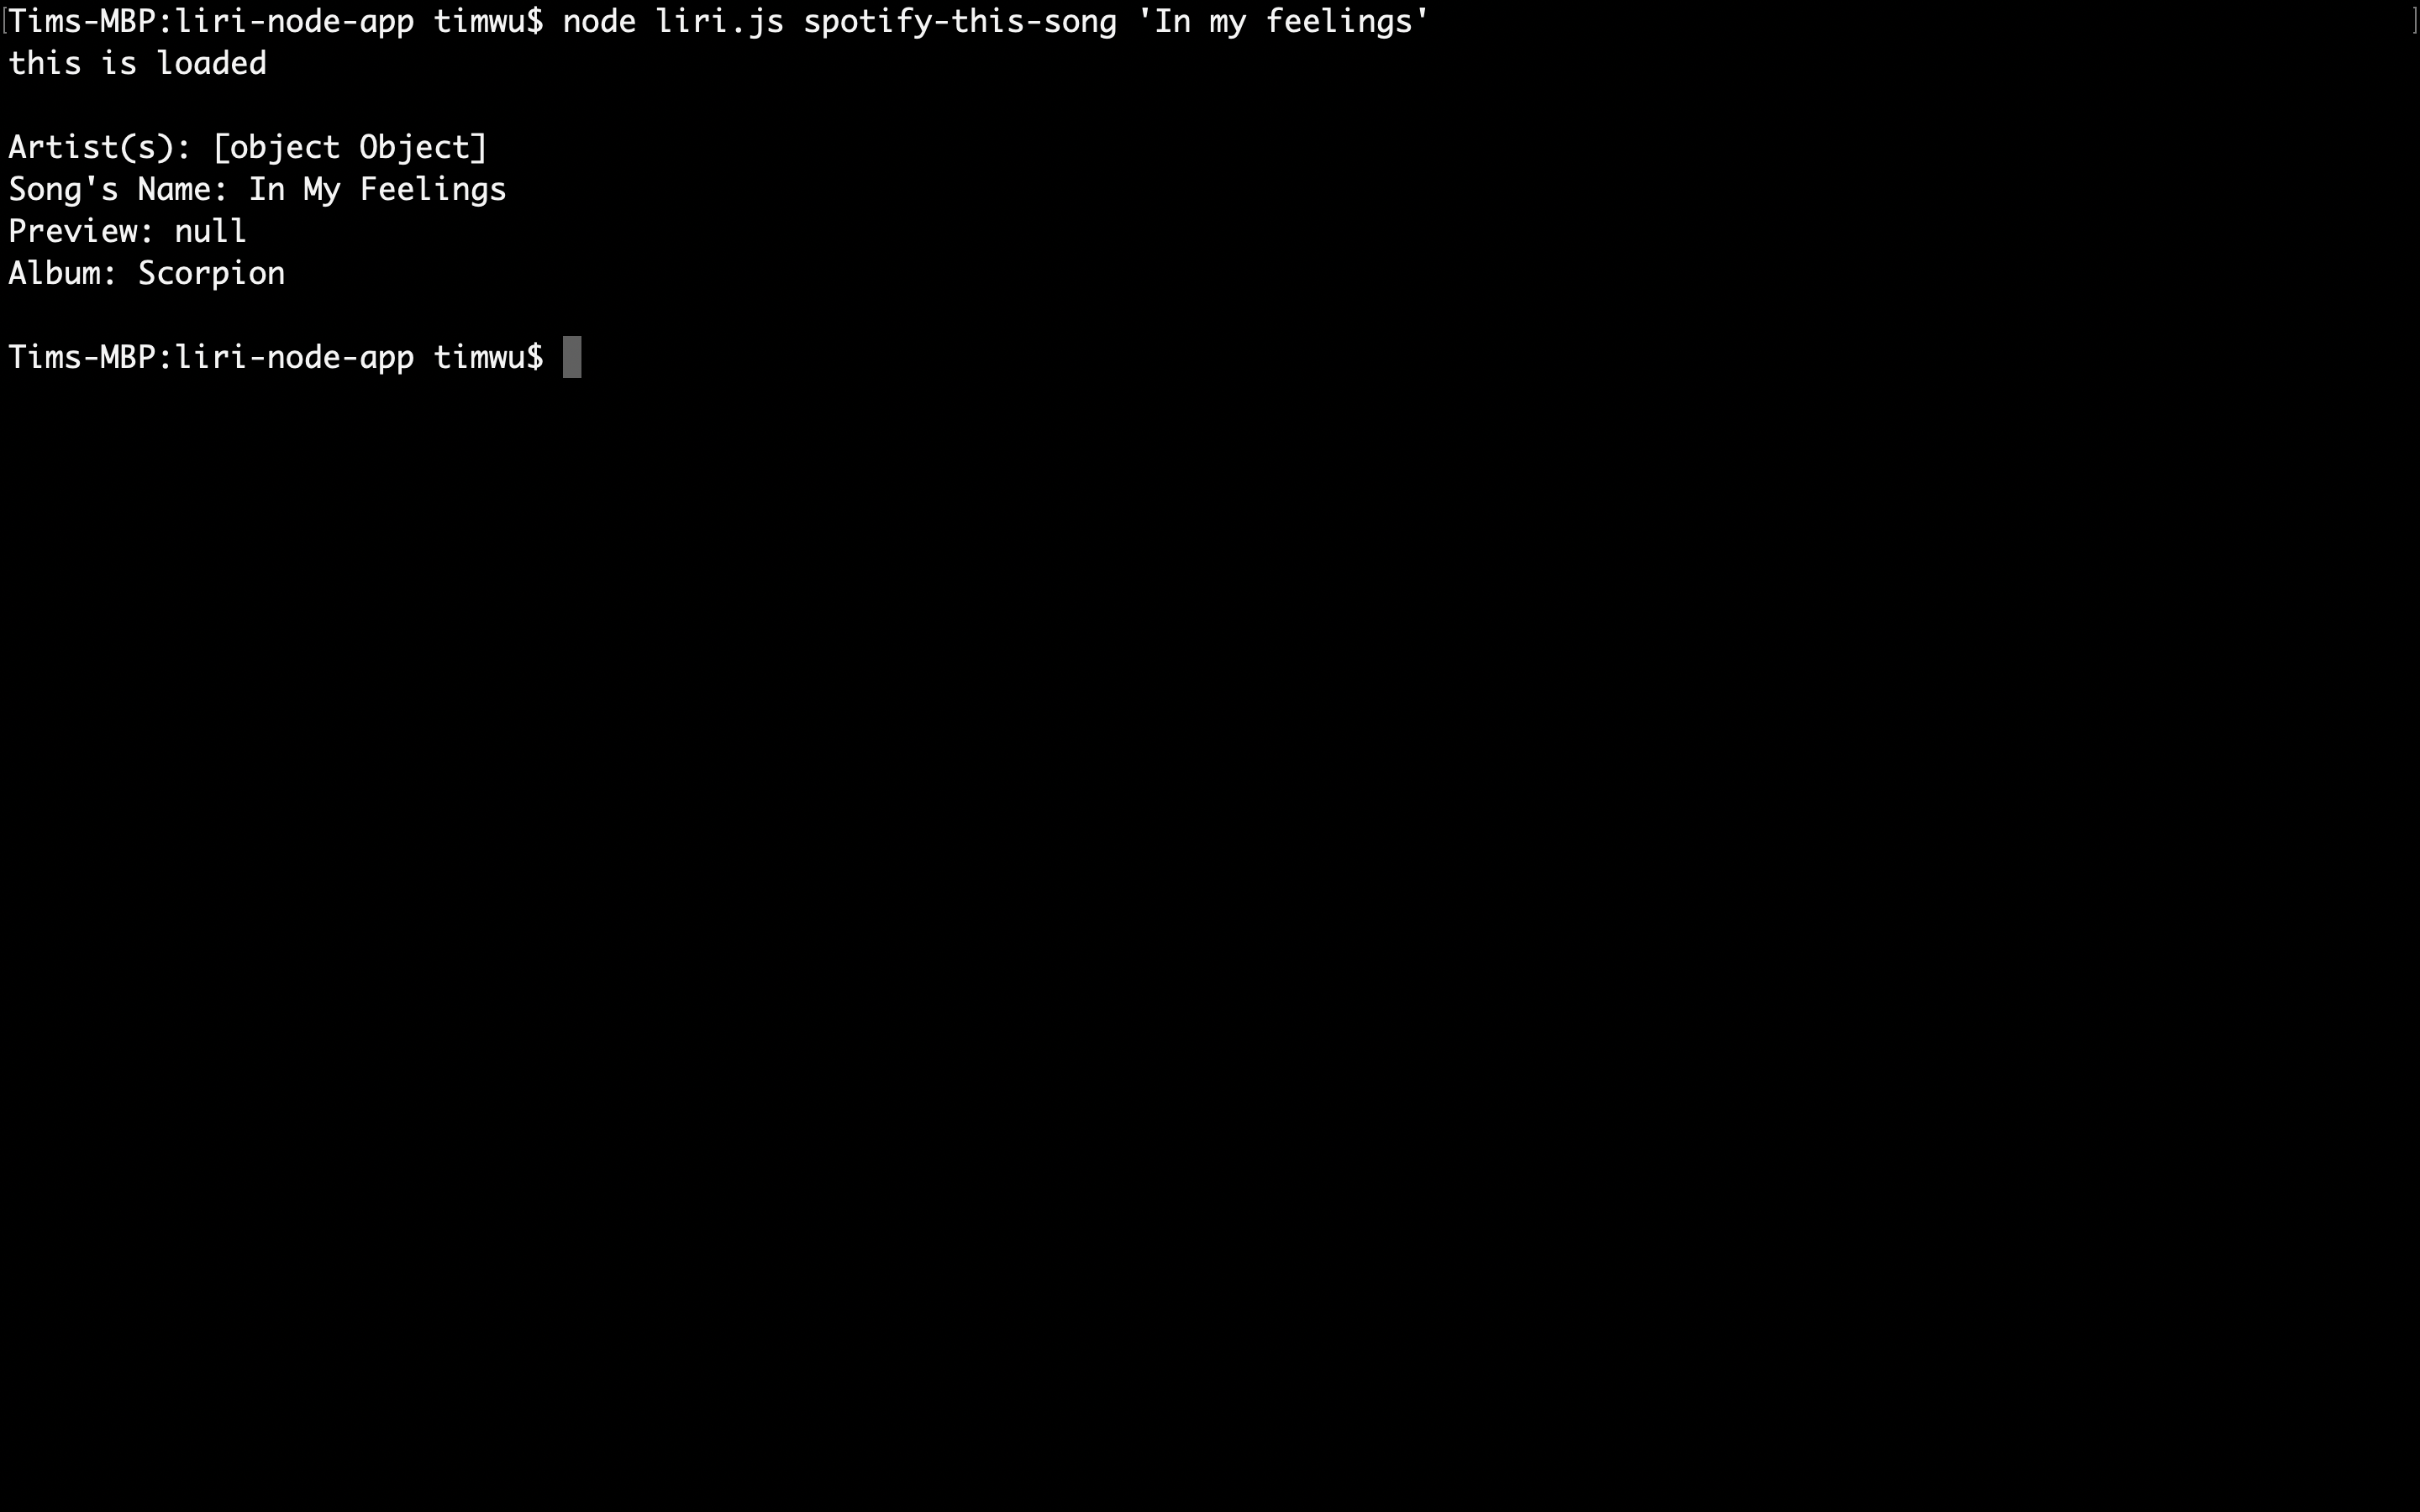 [Tims-MBP:liri-node-app timwu$ node liri.js spotify-this-song 'In my feelings' ]
this is loaded
Artist(s): [object Object]
Song's Name: In My Feelings
Preview: null
Album: Scorpion
Tims-MBP:liri-node-app timwu$